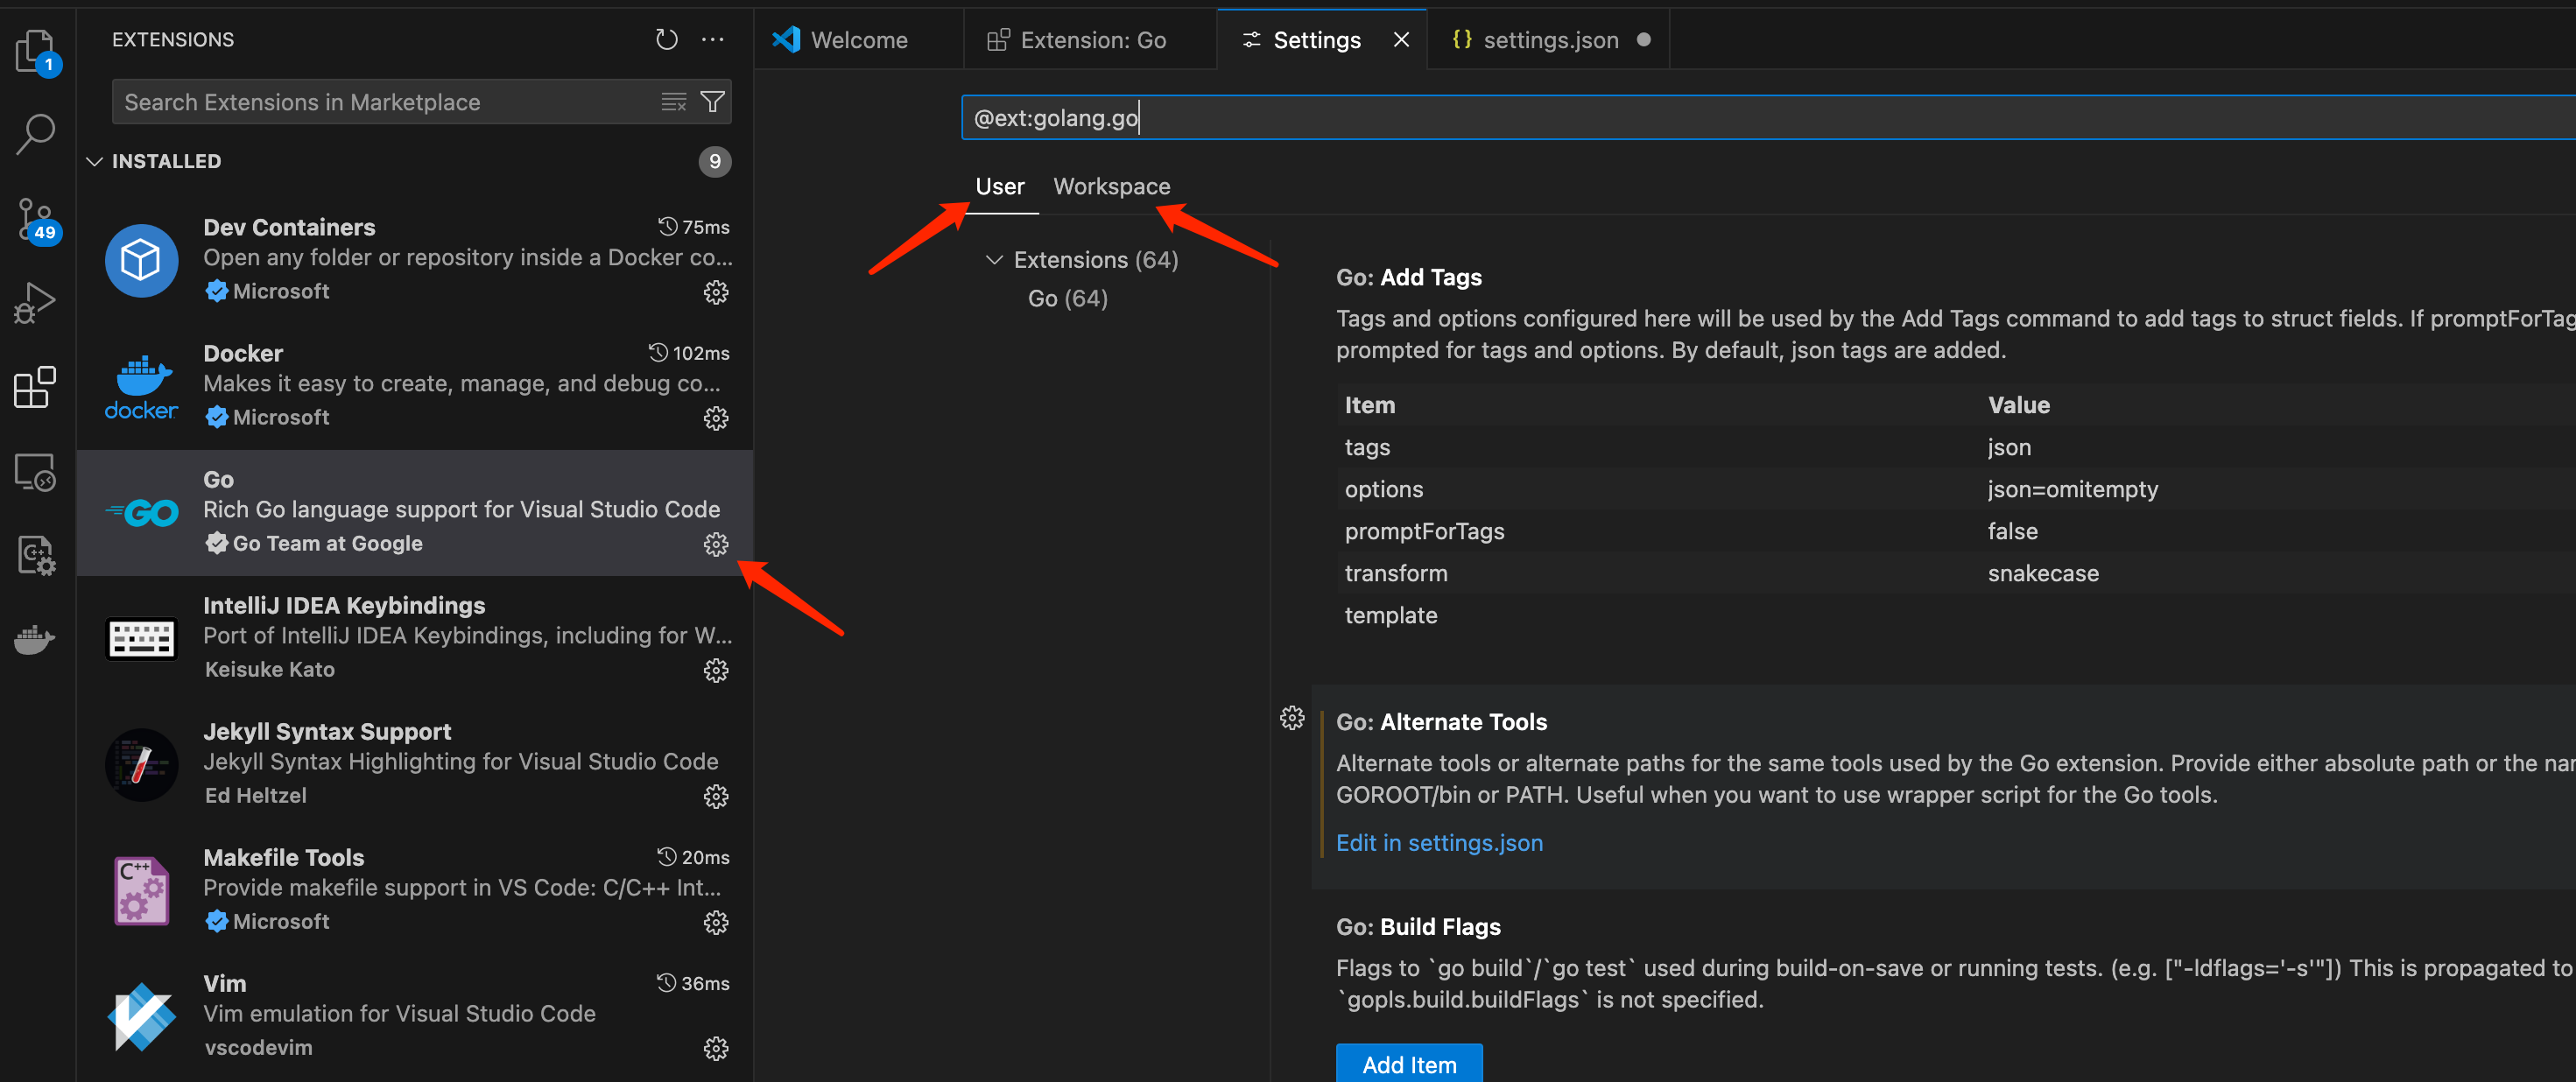 1
49
EXTENSIONS
Search Extensions in Marketplace
INSTALLED 9
Dev Containers 75ms
Open any folder or repository inside a Docker co...
Microsoft
Docker 102ms
Makes it easy to create, manage, and debug co...
docker
Microsoft
Go
Rich Go language support for Visual Studio Code
GO
Go Team at Google
IntelliJ IDEA Keybindings
Port of IntelliJ IDEA Keybindings, including for W...
Keisuke Kato
Jekyll Syntax Support
Jekyll Syntax Highlighting for Visual Studio Code
Ed Heltzel
Makefile Tools 20ms
C++
Provide makefile support in VS Code: C/C++ Int...
Microsoft
Vim 36ms
Vim emulation for Visual Studio Code
vscodevim
Welcome
Extension: Go
Settings
{} settings.json
@ext:golang.go
User Workspace
Extensions (64)
Go (64)
Go: Add Tags
Tags and options configured here will be used by the Add Tags command to add tags to struct fields. If promptForTag
prompted for tags and options. By default, json tags are added.
Item Value
tags json
options json=omitempty
promptForTags false
transform snakecase
template
Go: Alternate Tools
Alternate tools or alternate paths for the same tools used by the Go extension. Provide either absolute path or the nar
GOROOT/bin or PATH. Useful when you want to use wrapper script for the Go tools.
Edit in settings.json
Go: Build Flags
Flags to `go build`/`go test` used during build-on-save or running tests. (e.g. ["-ldflags='-s'"]) This is propagated to
`gopls.build.buildFlags` is not specified.
Add Item